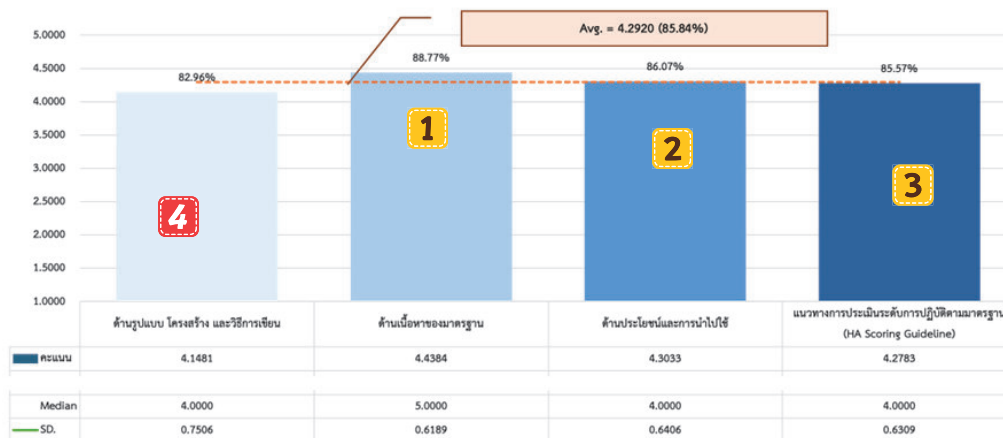 Avg. = 4.2920 (85.84%)
5.0000
4.5000
4.0000
3.5000
3.0000
2.5000
2.0000
1.5000
1.0000
82.96%
88.77%
86.07%
85.57%
4
1
2
3
ด้านรูปแบบ โครงสร้าง และวิธีการเขียน
ด้านเนื้อหาของมาตรฐาน
ด้านประโยชน์และการนำไปใช้
แนวทางการประเมินระดับการปฏิบัติตามมาตรฐาน
(HA Scoring Guideline)
คะแนน 4.1481 4.4384 4.3033 4.2783
Median 4.0000 5.0000 4.0000 4.0000
SD. 0.7506 0.6189 0.6406 0.6309